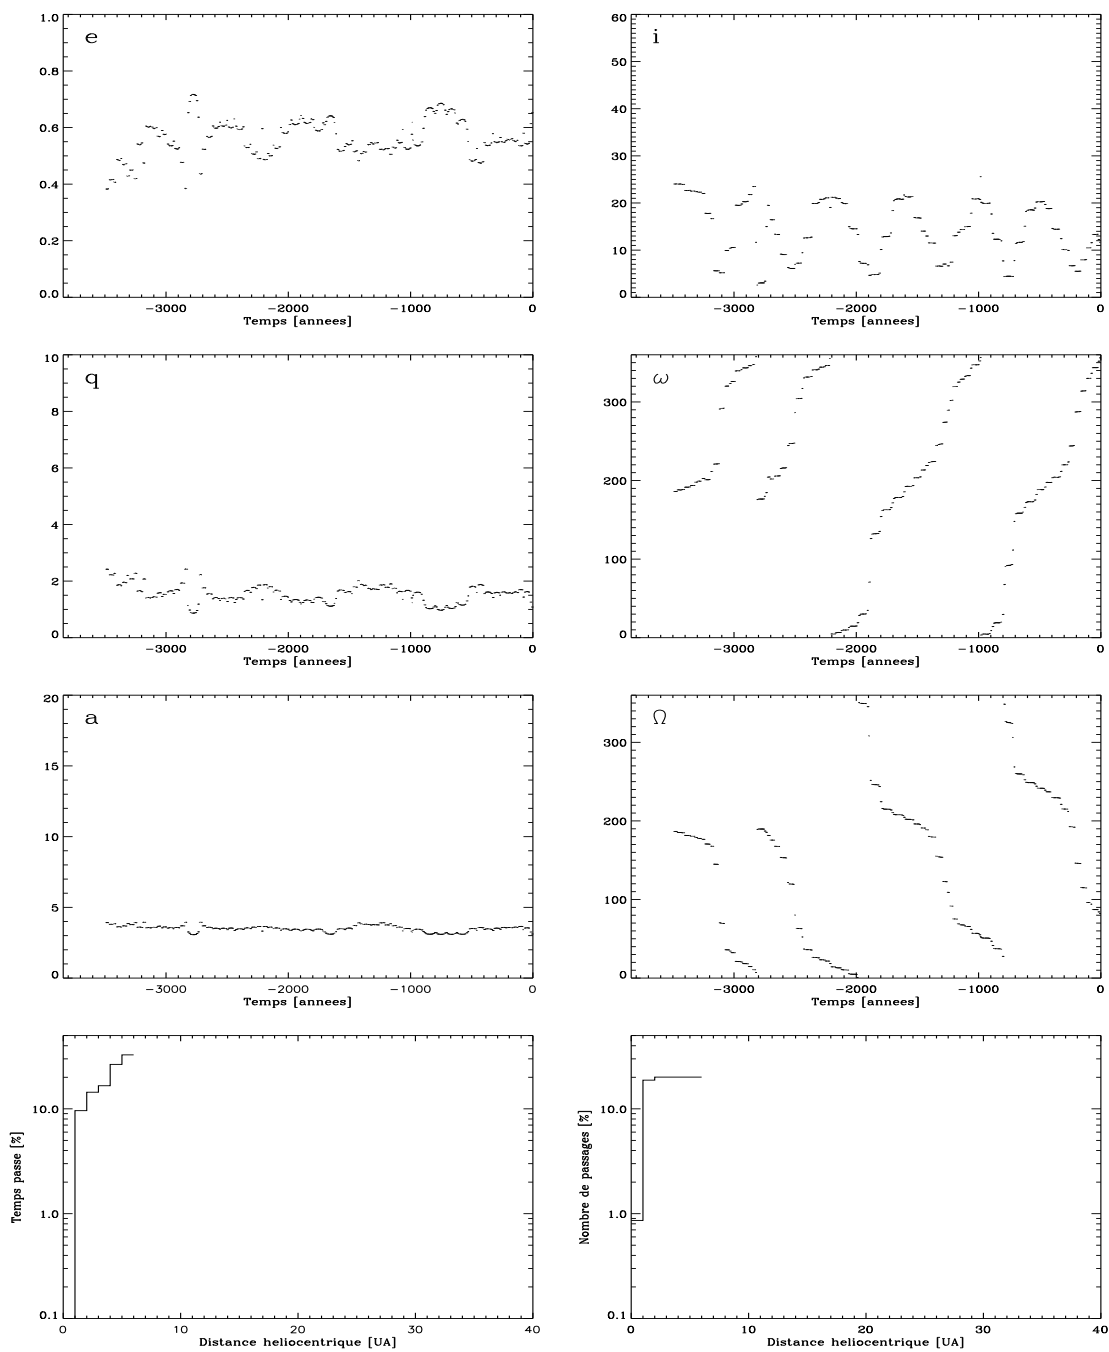 e
1.0
0.8
0.6
0.4
0.2
0.0
-3000 -2000 -1000 0
Temps [annees]
i
60
50
40
30
20
10
0
-3000 -2000 -1000 0
Temps [annees]
q
10
8
6
4
2
0
-3000 -2000 -1000 0
Temps [annees]
ω
300
200
100
0
-3000 -2000 -1000 0
Temps [annees]
a
20
15
10
5
0
-3000 -2000 -1000 0
Temps [annees]
Ω
300
200
100
0
-3000 -2000 -1000 0
Temps [annees]
Temps passe [%]
10.0
1.0
0.1
0 10 20 30 40
Distance heliocentrique [UA]
Nombre de passages [%]
10.0
1.0
0.1
0 10 20 30 40
Distance heliocentrique [UA]